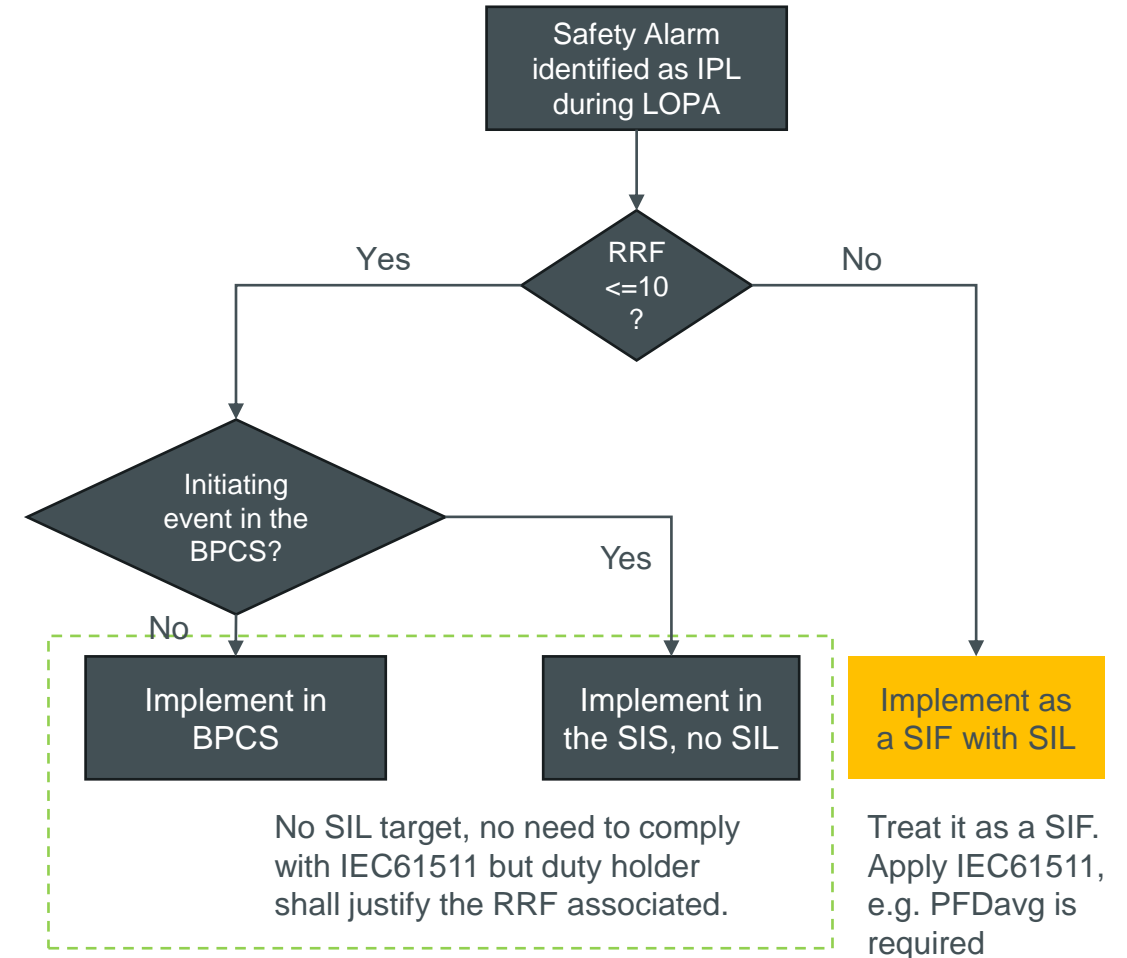 Safety Alarm
identified as IPL
during LOPA
RRF
<=10
?
Yes
No
Initiating
event in the
BPCS?
Yes
No
Implement in
BPCS
Implement in
the SIS, no SIL
Implement as
a SIF with SIL
No SIL target, no need to comply
with IEC61511 but duty holder
shall justify the RRF associated.
Treat it as a SIF.
Apply IEC61511,
e.g. PFDavg is
required